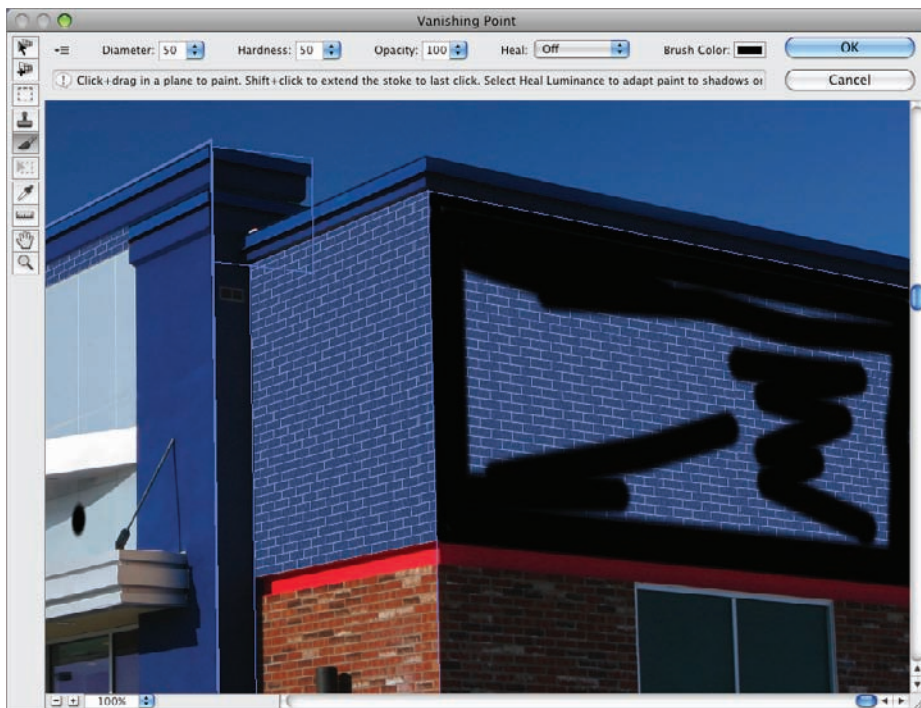 Vanishing Point
Diameter: 50 Hardness: 50 Opacity: 100 Heal: Off Brush Color: OK
Click+drag in a plane to paint. Shift+click to extend the stoke to last click. Select Heal Luminance to adapt paint to shadows or Cancel
100%